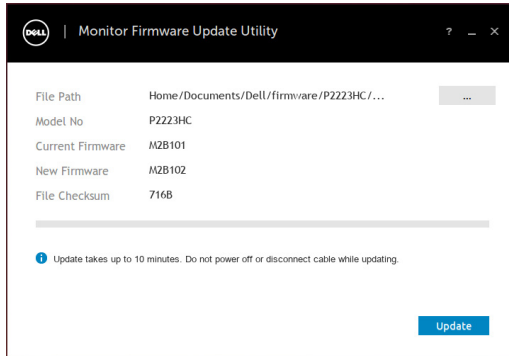 DELL | Monitor Firmware Update Utility ? _ ×
File Path Home/Documents/Dell/firmware/P2223HC/... ...
Model No P2223HC
Current Firmware M2B101
New Firmware M2B102
File Checksum 716B
Update takes up to 10 minutes. Do not power off or disconnect cable while updating.
Update